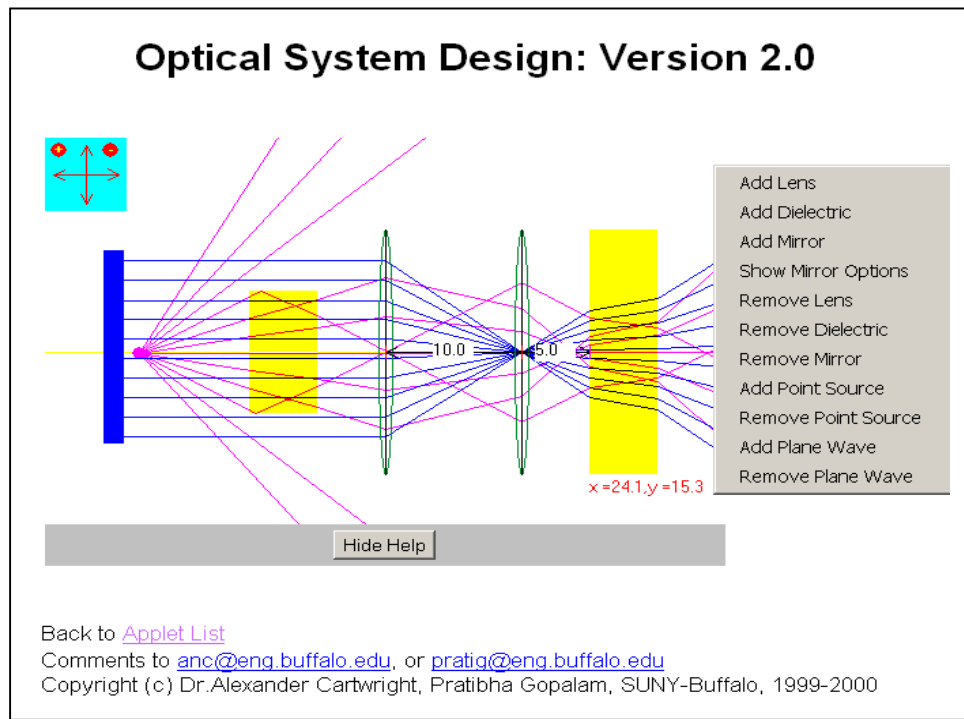 Optical System Design: Version 2.0
+ -
10.0 5.0
x =24.1,y =15.3
Add Lens
Add Dielectric
Add Mirror
Show Mirror Options
Remove Lens
Remove Dielectric
Remove Mirror
Add Point Source
Remove Point Source
Add Plane Wave
Remove Plane Wave
Hide Help
Back to Applet List
Comments to anc@eng.buffalo.edu, or pratig@eng.buffalo.edu
Copyright (c) Dr.Alexander Cartwright, Pratibha Gopalam, SUNY-Buffalo, 1999-2000